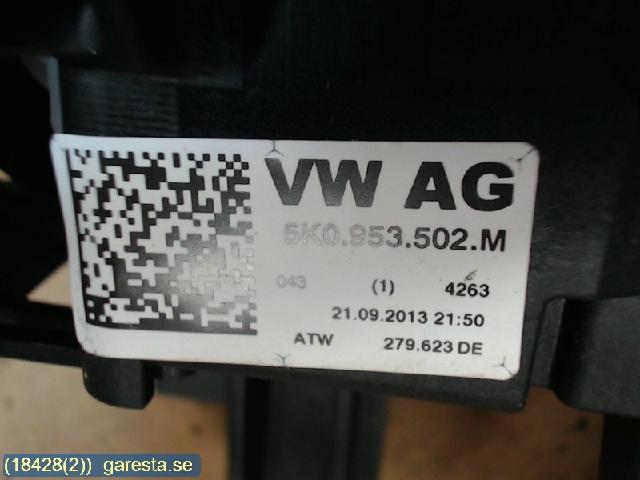 VW AG
5K0.953.502.M
043 (1) 4263
21.09.2013 21:50
ATW 279.623 DE
(18428(2)) garesta.se